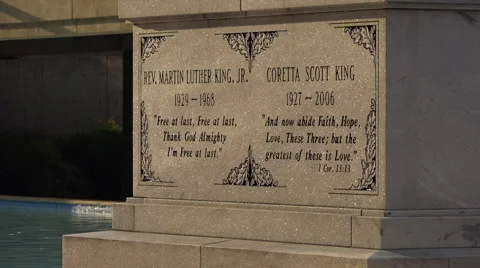 REV. MARTIN LUTHER KING, JR.
1929 — 1968
"Free at last, Free at last,
Thank God Almighty
I'm Free at last."
CORETTA SCOTT KING
1927 — 2006
"And now abide Faith, Hope,
Love, These Three; but the
greatest of these is Love."
1 Cor. 13:13